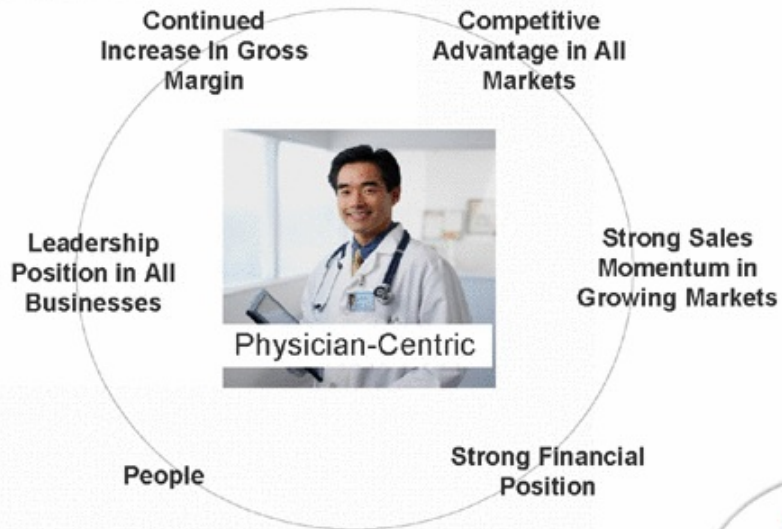 Continued
Increase In Gross
Margin
Competitive
Advantage in All
Markets
Leadership
Position in All
Businesses
Strong Sales
Momentum in
Growing Markets
Physician-Centric
People
Strong Financial
Position